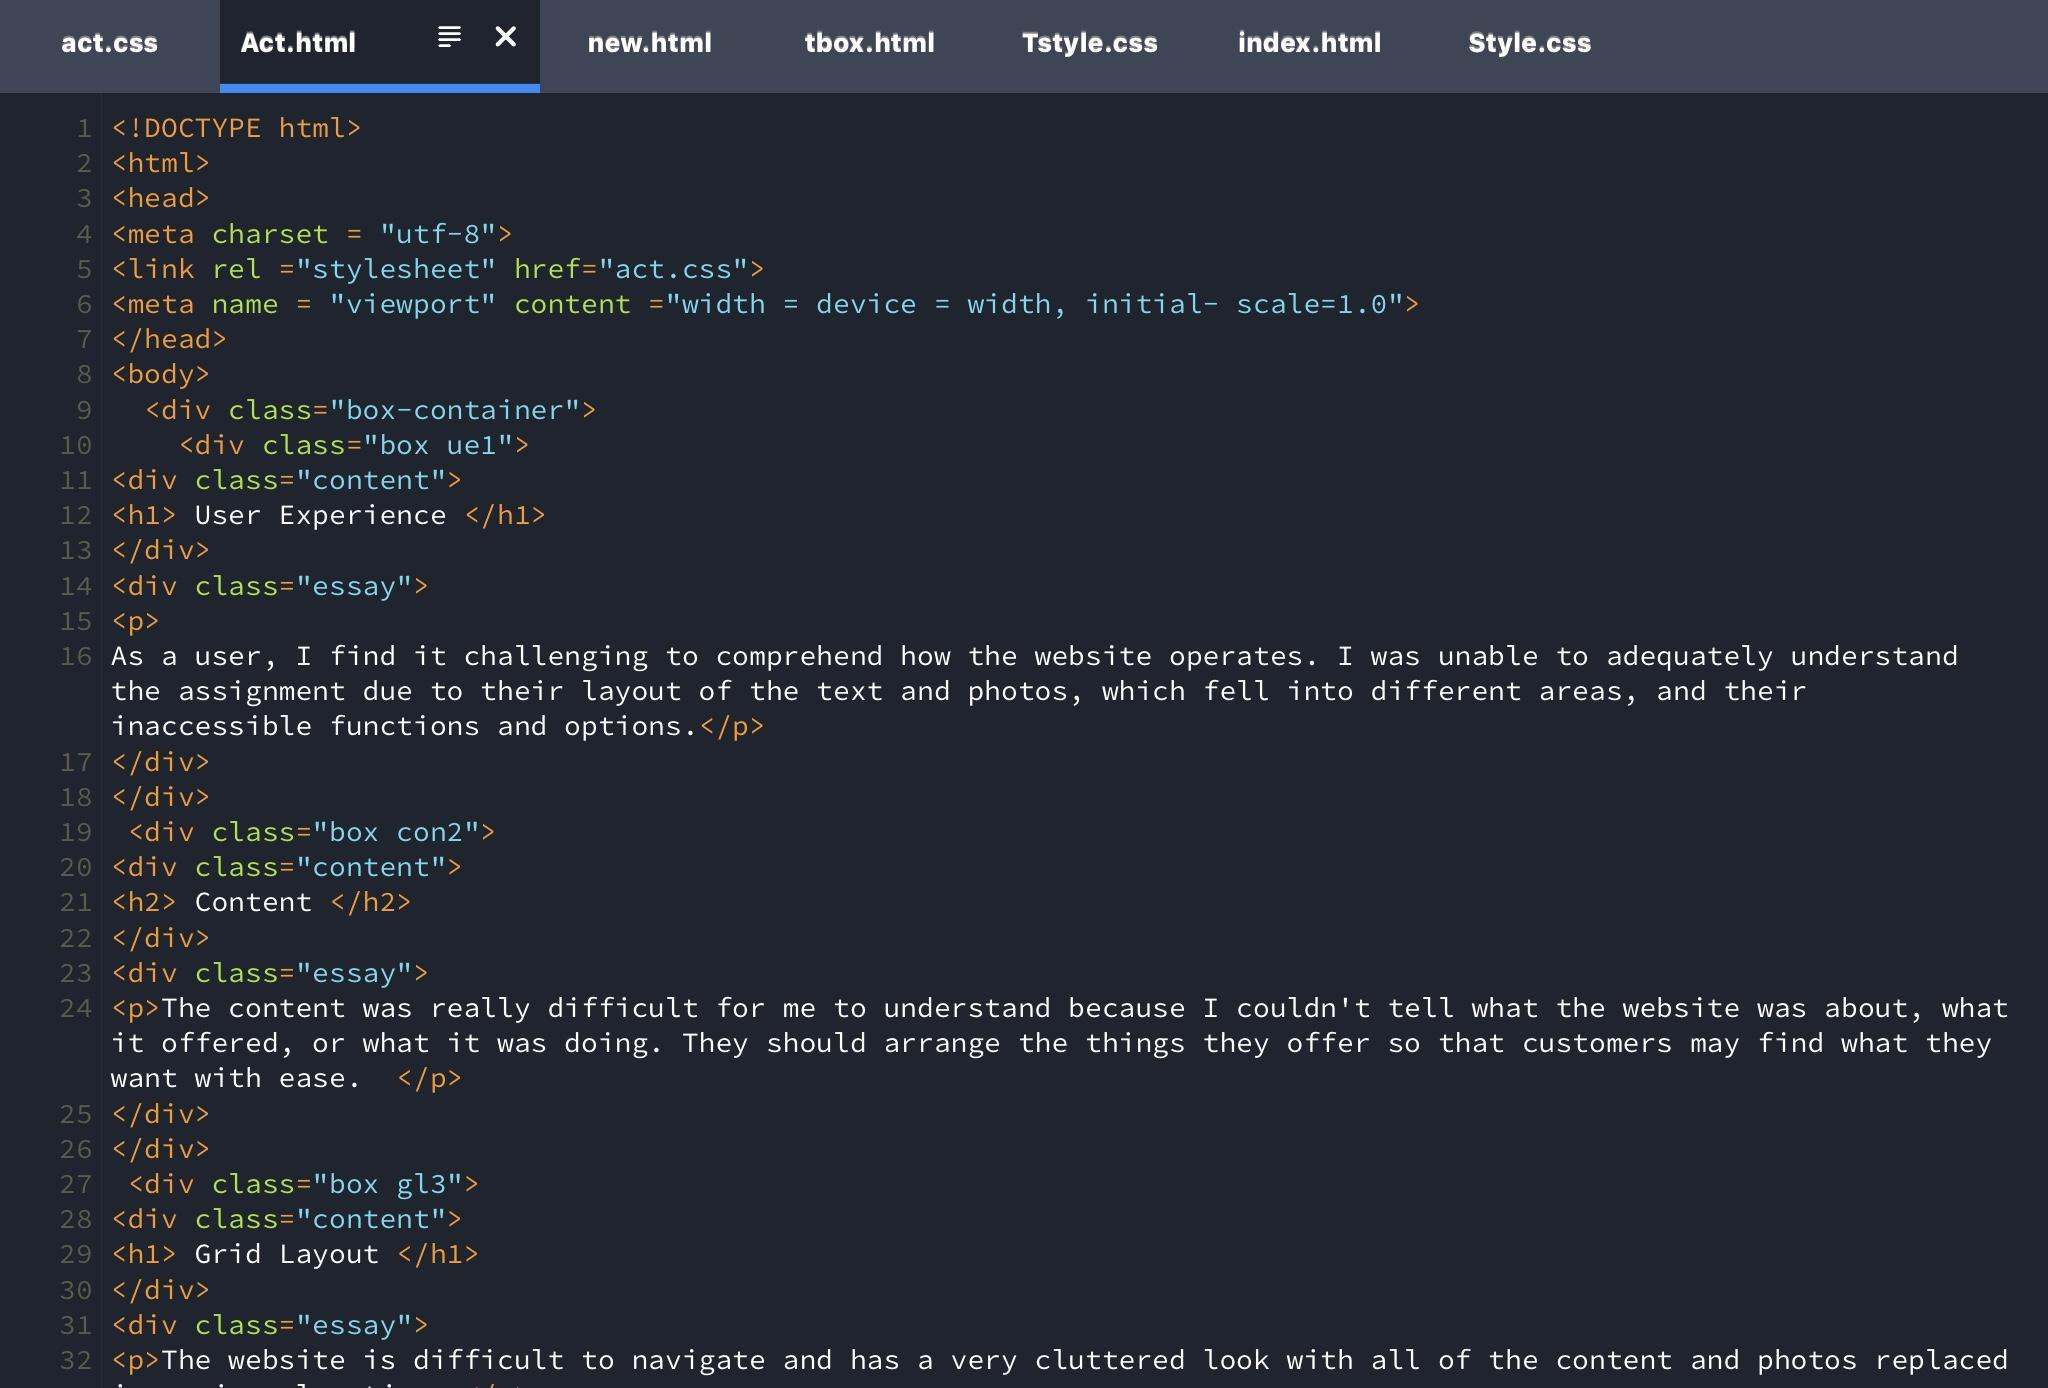 act.css Act.html new.html tbox.html Tstyle.css index.html Style.css
1 <!DOCTYPE html>
2 <html>
3 <head>
4 <meta charset = "utf-8">
5 <link rel ="stylesheet" href="act.css">
6 <meta name = "viewport" content ="width = device = width, initial- scale=1.0">
7 </head>
8 <body>
9   <div class="box-container">
10     <div class="box ue1">
11 <div class="content">
12 <h1> User Experience </h1>
13 </div>
14 <div class="essay">
15 <p>
16 As a user, I find it challenging to comprehend how the website operates. I was unable to adequately understand
the assignment due to their layout of the text and photos, which fell into different areas, and their
inaccessible functions and options.</p>
17 </div>
18 </div>
19  <div class="box con2">
20 <div class="content">
21 <h2> Content </h2>
22 </div>
23 <div class="essay">
24 <p>The content was really difficult for me to understand because I couldn't tell what the website was about, what
it offered, or what it was doing. They should arrange the things they offer so that customers may find what they
want with ease.  </p>
25 </div>
26 </div>
27  <div class="box gl3">
28 <div class="content">
29 <h1> Grid Layout </h1>
30 </div>
31 <div class="essay">
32 <p>The website is difficult to navigate and has a very cluttered look with all of the content and photos replaced